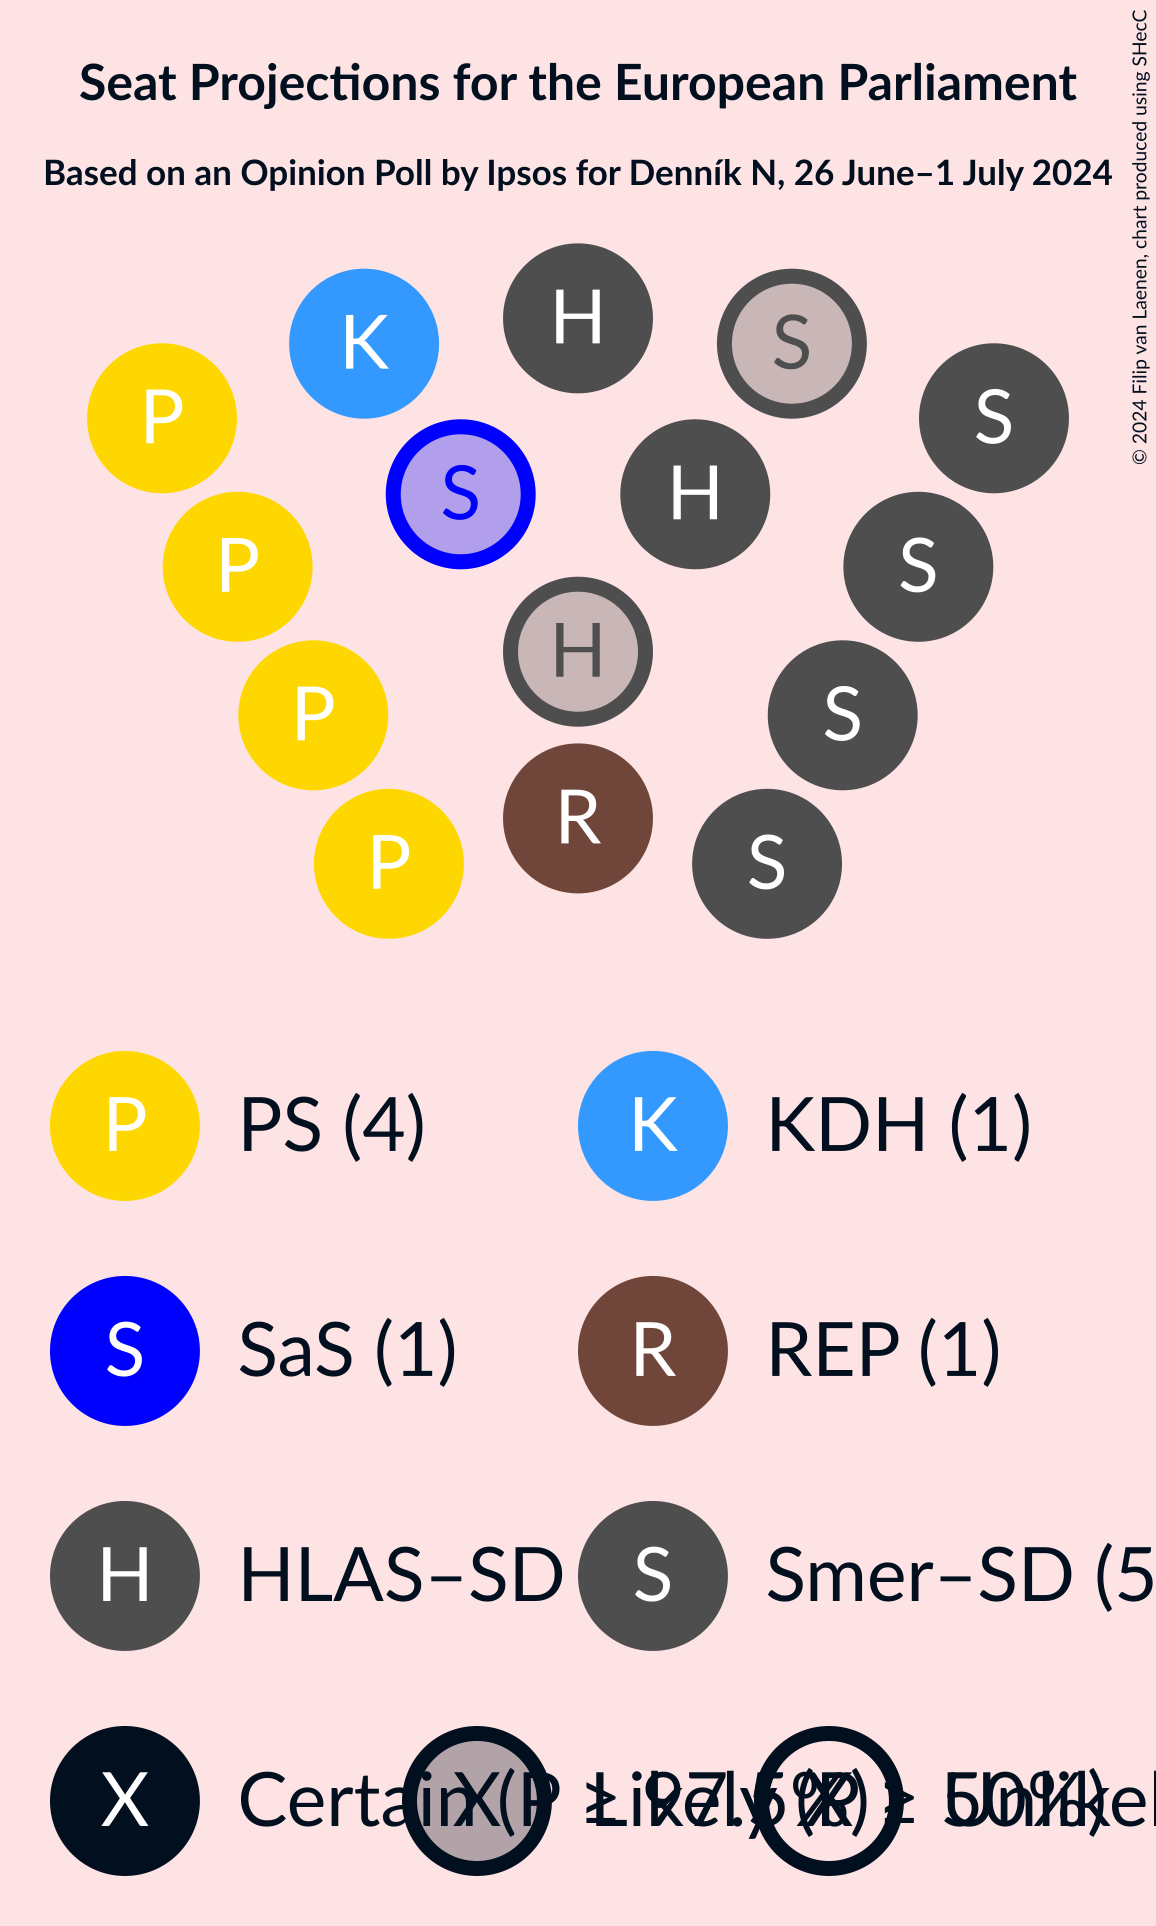 Seat Projections for the European Parliament
Based on an Opinion Poll by Ipsos for Denník N, 26 June–1 July 2024
© 2024 Filip van Laenen, chart produced using SHecC
H
K S
P S
S H
P S
H
P S
R
P S
P PS (4) K KDH (1)
S SaS (1) R REP (1)
H HLAS–SD S Smer–SD (5
X Certain (P ≥ 97.5%) X Likely (P ≥ 50%) X Unlikel